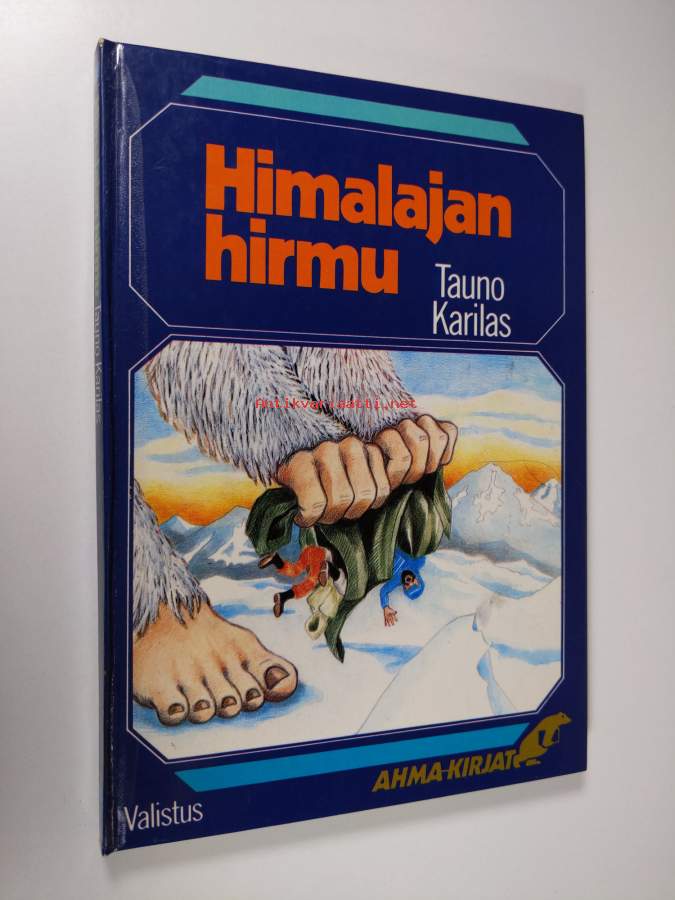 Himalajan
hirmu
Tauno
Karilas
Tauno Karilas
Antikvariaatti.net
AHMA-KIRJAT
Valistus